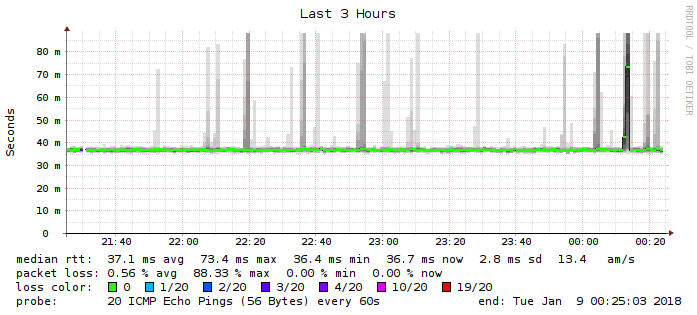 Last 3 Hours
RRDTOOL / TOBI OETIKER
Seconds
80 m
70 m
60 m
50 m
40 m
30 m
20 m
10 m
0
21:40 22:00 22:20 22:40 23:00 23:20 23:40 00:00 00:20
median rtt: 37.1 ms avg 73.4 ms max 36.4 ms min 36.7 ms now 2.8 ms sd 13.4 am/s
packet loss: 0.56 % avg 88.33 % max 0.00 % min 0.00 % now
loss color: 0 1/20 2/20 3/20 4/20 10/20 19/20
probe: 20 ICMP Echo Pings (56 Bytes) every 60s end: Tue Jan 9 00:25:03 2018